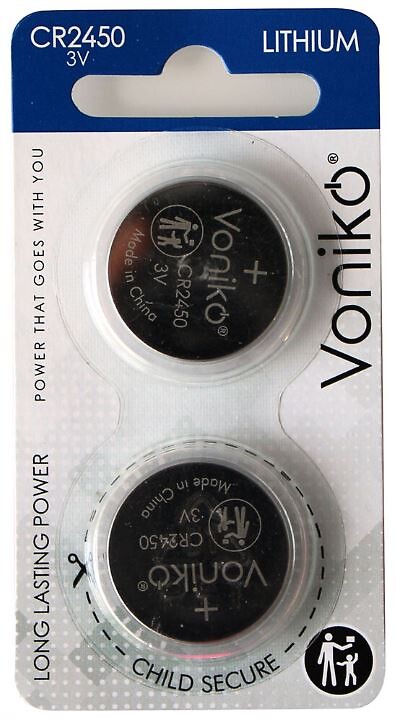 CR2450
3V
LITHIUM
POWER THAT GOES WITH YOU
LONG LASTING POWER
Voniko®
Voniko®
+
CR2450
3V
Made in China
Voniko®
+
CR2450
3V
Made in China
CHILD SECURE